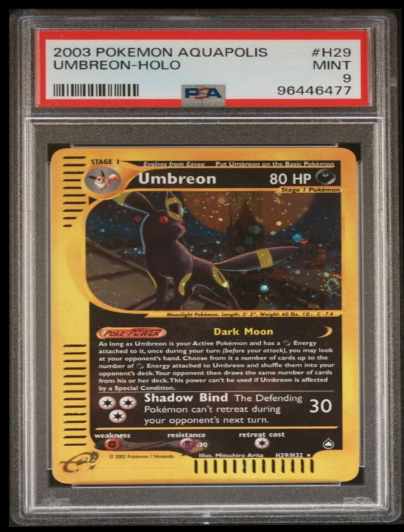 2003 POKEMON AQUAPOLIS #H29
UMBREON-HOLO MINT
9
PSA 96446477
STAGE 1 Evolves from Eevee Put Umbreon on the Basic Pokémon
Umbreon 80 HP
Stage 1 Pokémon
Moonlight Pokémon. Length: 3' 3", Weight: 60 lbs.
POKé-POWER Dark Moon
As long as Umbreon is your Active Pokémon and has a Energy
attached to it, once during your turn (before your attack), you may look
at your opponent's hand. Choose from it a number of cards up to the
number of Energy attached to Umbreon and shuffle them into your
opponent's deck. Your opponent then draws the same number of cards
from his or her deck. This power can't be used if Umbreon is affected
by a Special Condition.
Shadow Bind The Defending
Pokémon can't retreat during
your opponent's next turn.
30
weakness resistance retreat cost
-30
© 2002 Pokémon / Nintendo Illus. Mitsuhiro Arita H29/H32